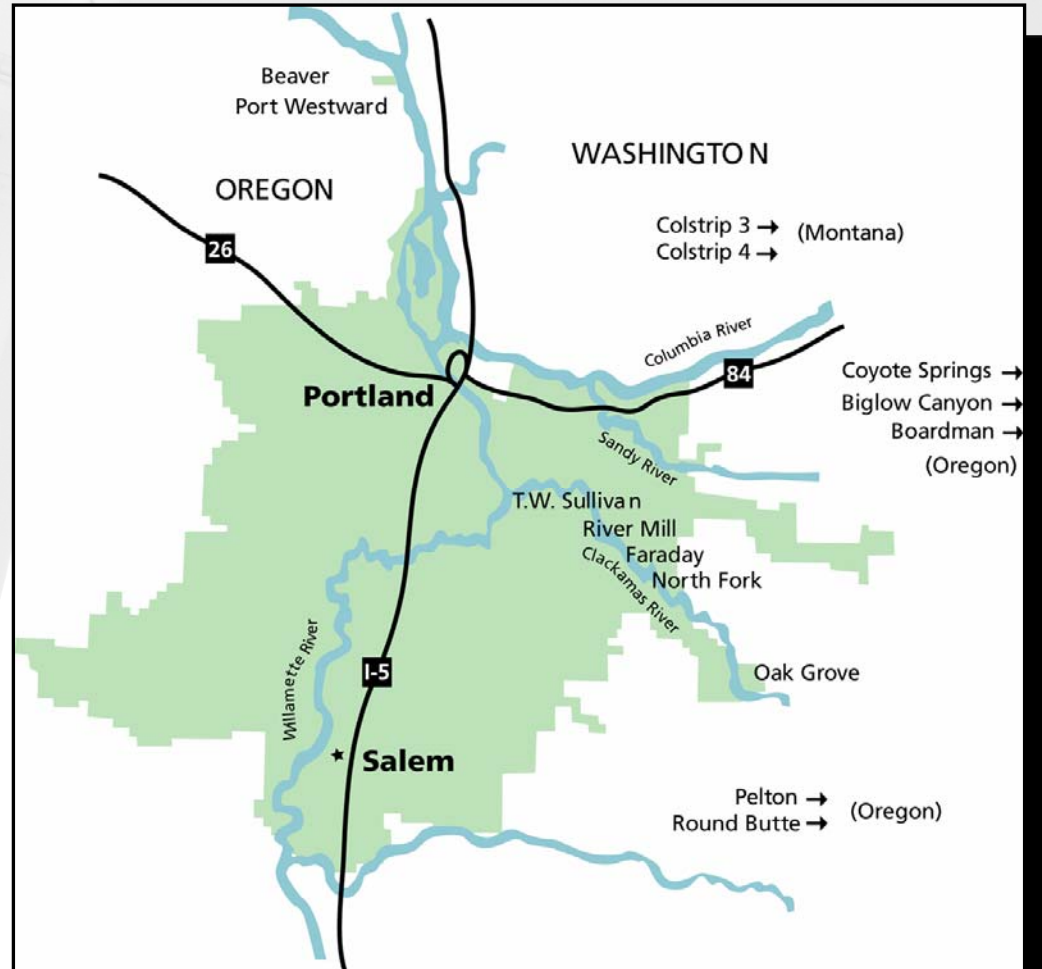 Beaver
Port Westward
WASHINGTON
OREGON
Colstrip 3 → (Montana)
Colstrip 4 →
26
Columbia River
84
Coyote Springs →
Biglow Canyon →
Boardman →
(Oregon)
Portland
Sandy River
T.W. Sullivan
River Mill
Faraday
North Fork
Clackamas River
Willamette River
I-5
Oak Grove
Salem
Pelton → (Oregon)
Round Butte →